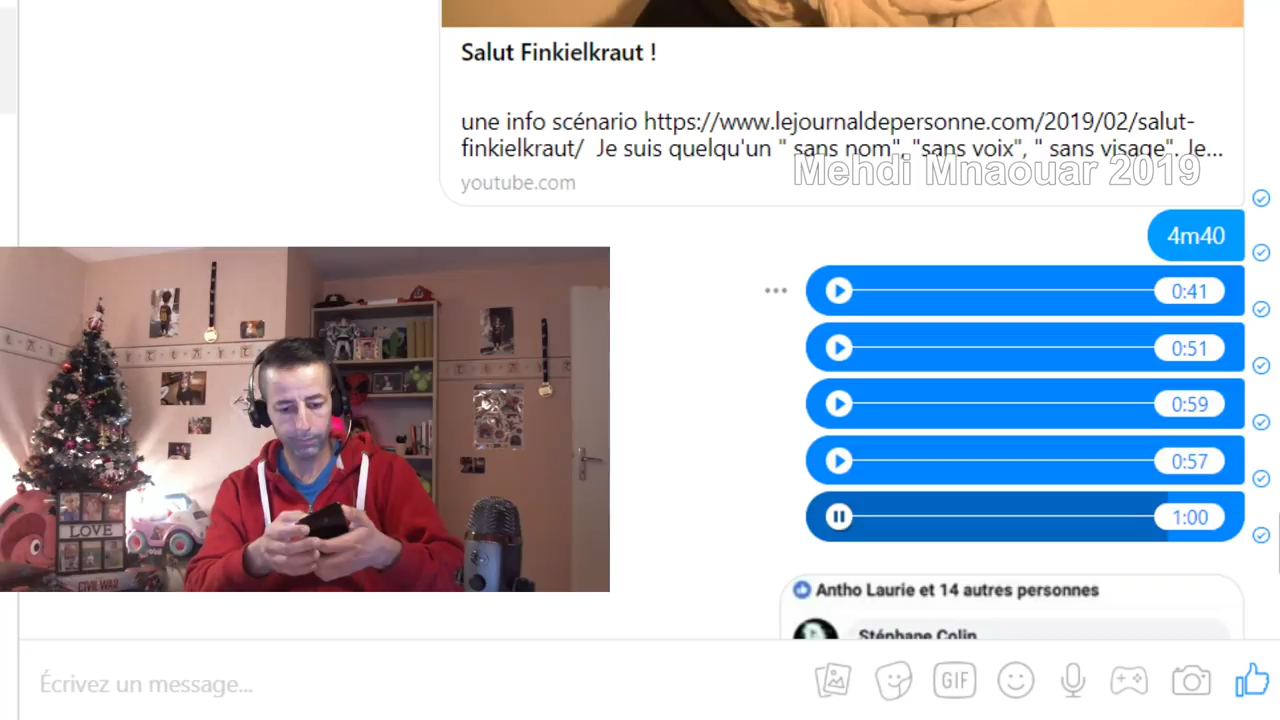 Salut Finkielkraut !
une info scénario https://www.lejournaldepersonne.com/2019/02/salut-
finkielkraut/ Je suis quelqu'un " sans nom", "sans voix", " sans visage". Je...
Mehdi Mnaouar 2019
youtube.com
4m40
0:41
0:51
0:59
0:57
1:00
LOVE
CIVIL WAR
Antho Laurie et 14 autres personnes
Stéphane Colin
Écrivez un message...
GIF